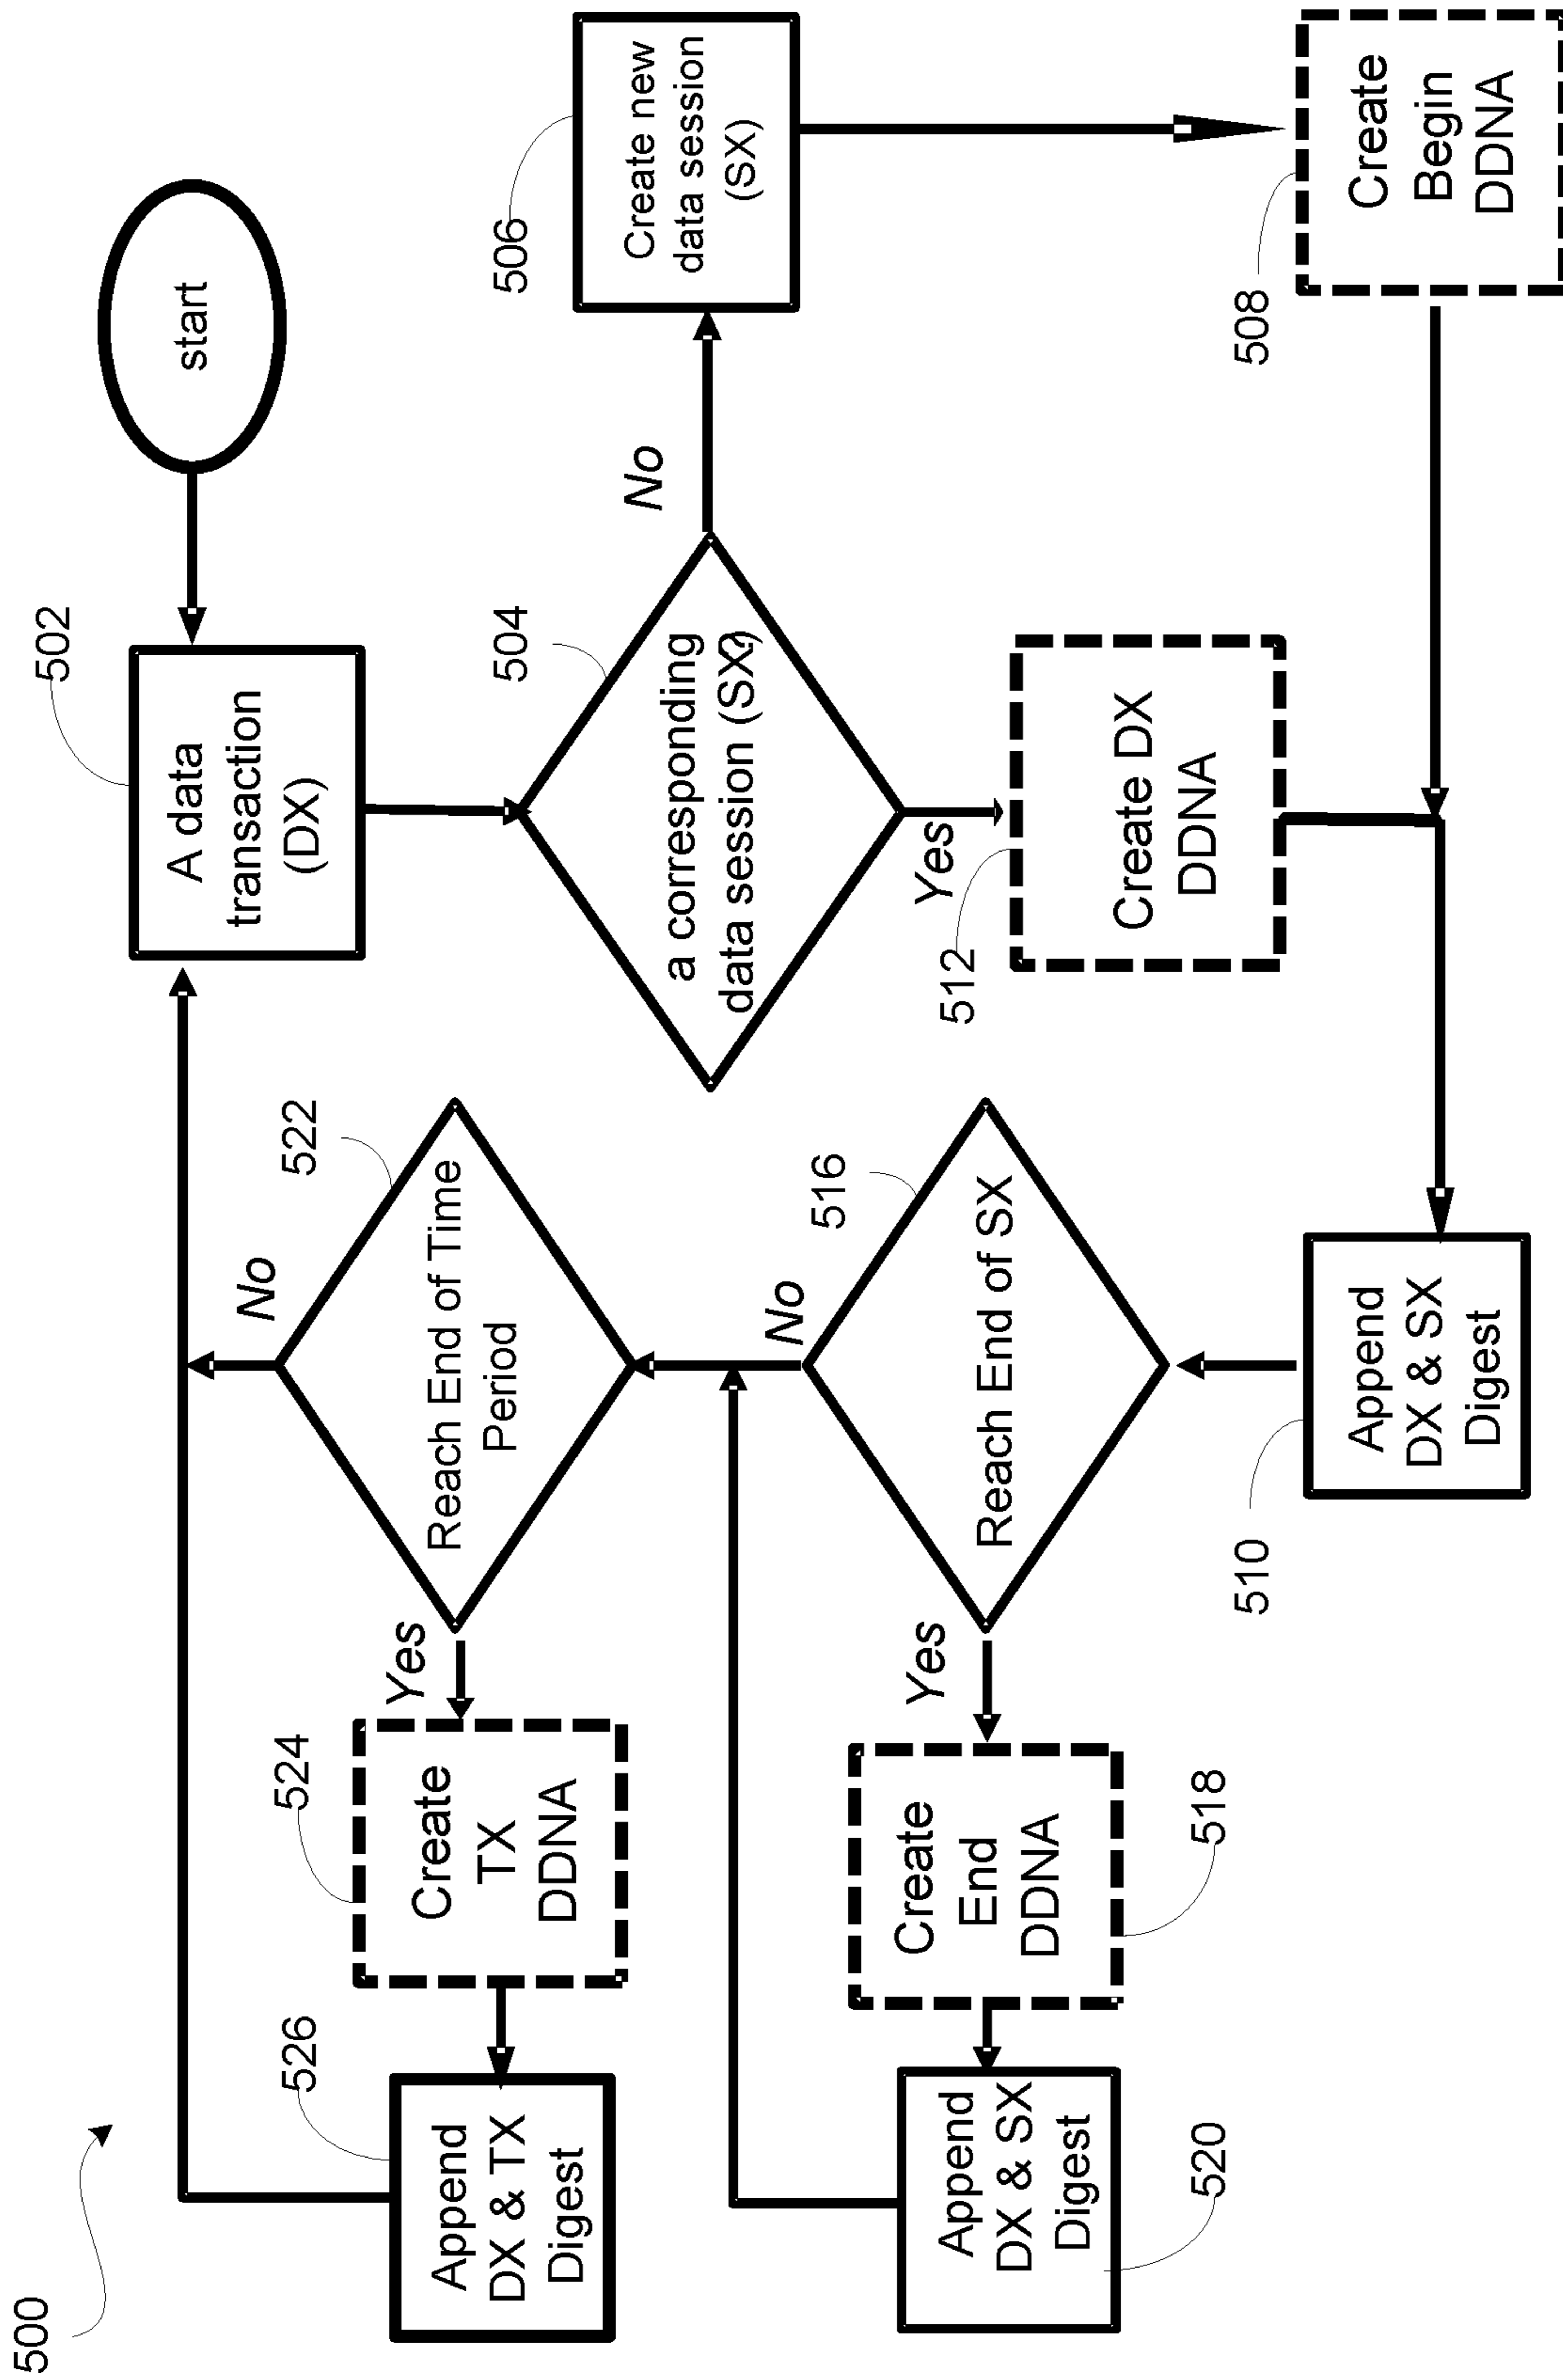 500
start
502
A data
transaction
(DX)
504
a corresponding
data session (SX?)
No
506
Create new
data session
(SX)
508
Create
Begin
DDNA
Yes
512
Create DX
DDNA
510
Append
DX & SX
Digest
516
Reach End of SX
No
Yes
518
Create
End
DDNA
520
Append
DX & SX
Digest
522
Reach End of Time
Period
No
Yes
524
Create
TX
DDNA
526
Append
DX & TX
Digest